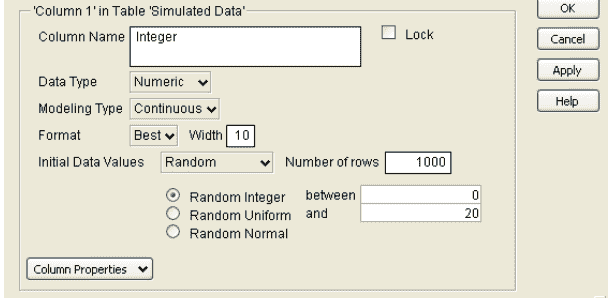 'Column 1' in Table 'Simulated Data'
Column Name Integer Lock
Data Type Numeric
Modeling Type Continuous
Format Best Width 10
Initial Data Values Random Number of rows 1000
Random Integer between 0
Random Uniform and 20
Random Normal
Column Properties
OK
Cancel
Apply
Help